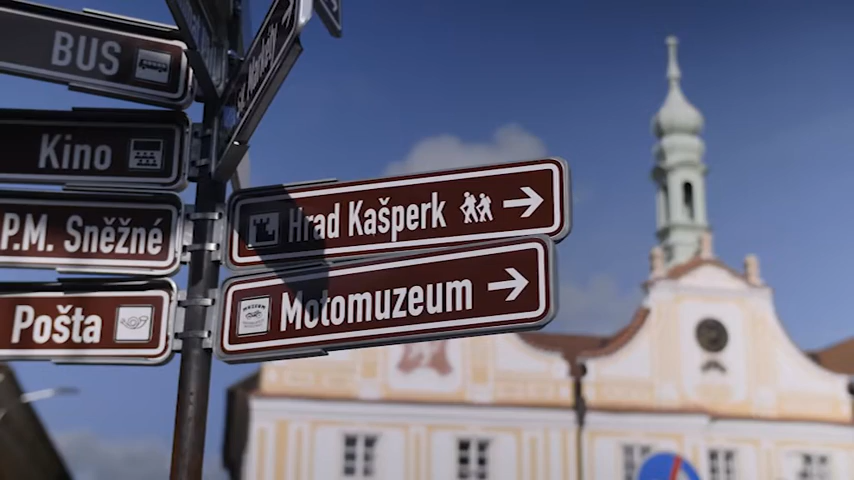 BUS
Kino
P.M. Sněžné
Pošta
Hrad Kašperk
Motomuzeum